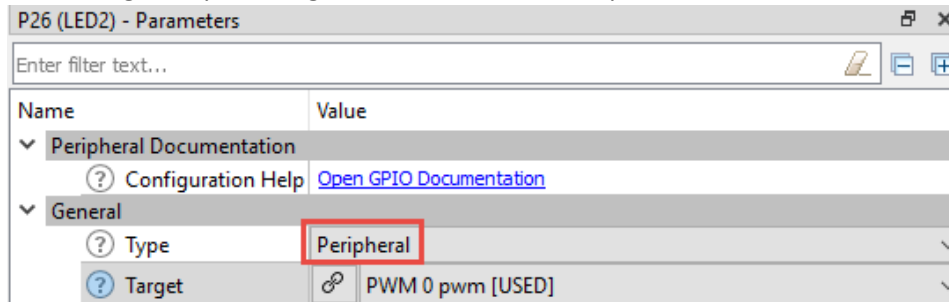 P26 (LED2) - Parameters
Enter filter text...
Name Value
Peripheral Documentation
Configuration Help Open GPIO Documentation
General
Type Peripheral
Target PWM 0 pwm [USED]